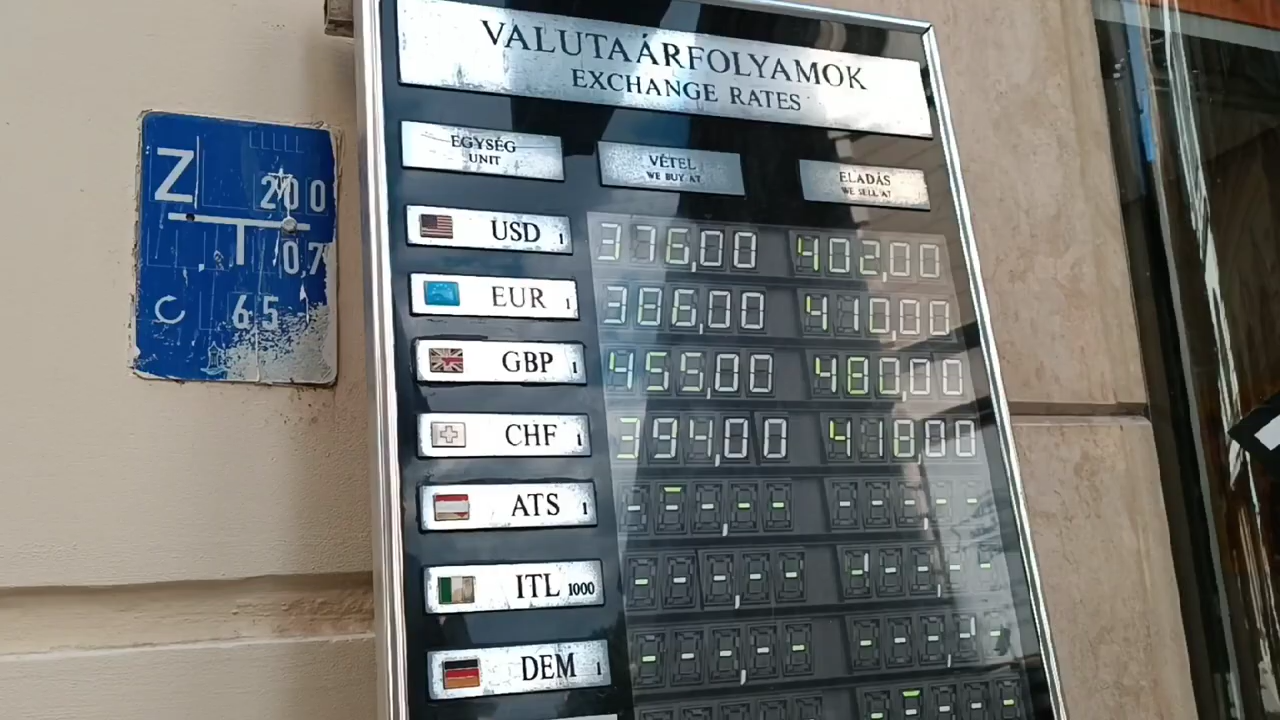 VALUTAÁRFOLYAMOK
EXCHANGE RATES
EGYSÉG
UNIT
VÉTEL
WE BUY AT
ELADÁS
WE SELL AT
USD 1 376,00 402,00
EUR 1 386,00 410,00
GBP 1 455,00 480,00
CHF 1 394,00 418,00
ATS 1
ITL 1000
DEM 1
Z 200
T 0,7
65